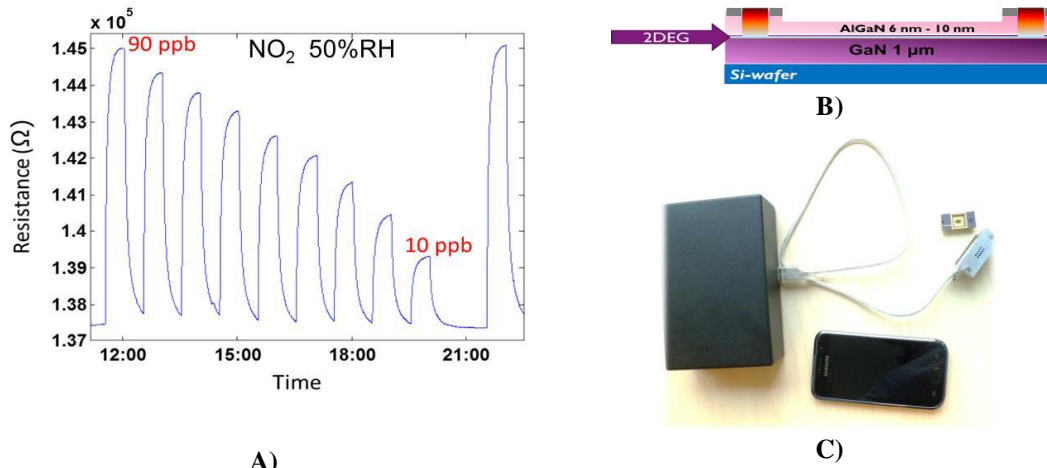 x 10⁵
NO₂ 50%RH
90 ppb
10 ppb
Resistance (Ω)
1.45
1.44
1.43
1.42
1.41
1.4
1.39
1.38
1.37
12:00 15:00 18:00 21:00
Time
A)
2DEG
AlGaN 6 nm - 10 nm
GaN 1 μm
Si-wafer
B)
SAMSUNG
C)